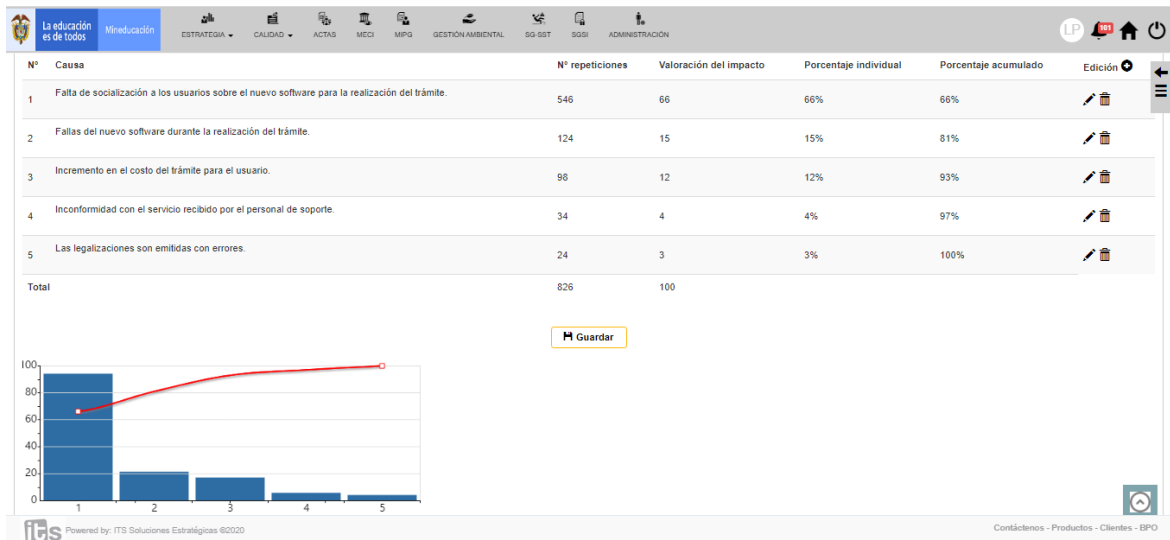 La educación
es de todos
Mineducación
ESTRATEGIA
CALIDAD
ACTAS
MECI
MIPG
GESTIÓN AMBIENTAL
SG-SST
SGSI
ADMINISTRACIÓN
LP
101
N° Causa N° repeticiones Valoración del impacto Porcentaje individual Porcentaje acumulado Edición
1 Falta de socialización a los usuarios sobre el nuevo software para la realización del trámite. 546 66 66% 66%
2 Fallas del nuevo software durante la realización del trámite. 124 15 15% 81%
3 Incremento en el costo del trámite para el usuario. 98 12 12% 93%
4 Inconformidad con el servicio recibido por el personal de soporte. 34 4 4% 97%
5 Las legalizaciones son emitidas con errores. 24 3 3% 100%
Total 826 100
Guardar
100
80
60
40
20
0
1 2 3 4 5
its Powered by: ITS Soluciones Estratégicas ©2020
Contáctenos - Productos - Clientes - BPO